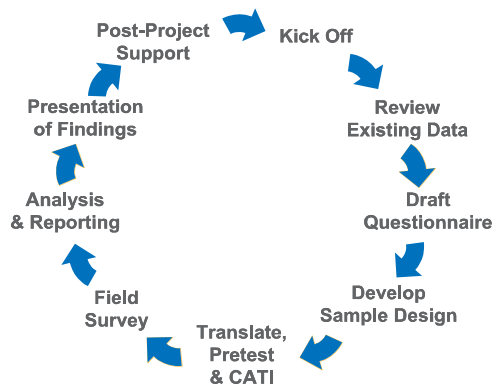 Kick Off
Review
Existing Data
Draft
Questionnaire
Develop
Sample Design
Translate,
Pretest
& CATI
Field
Survey
Analysis
& Reporting
Presentation
of Findings
Post-Project
Support